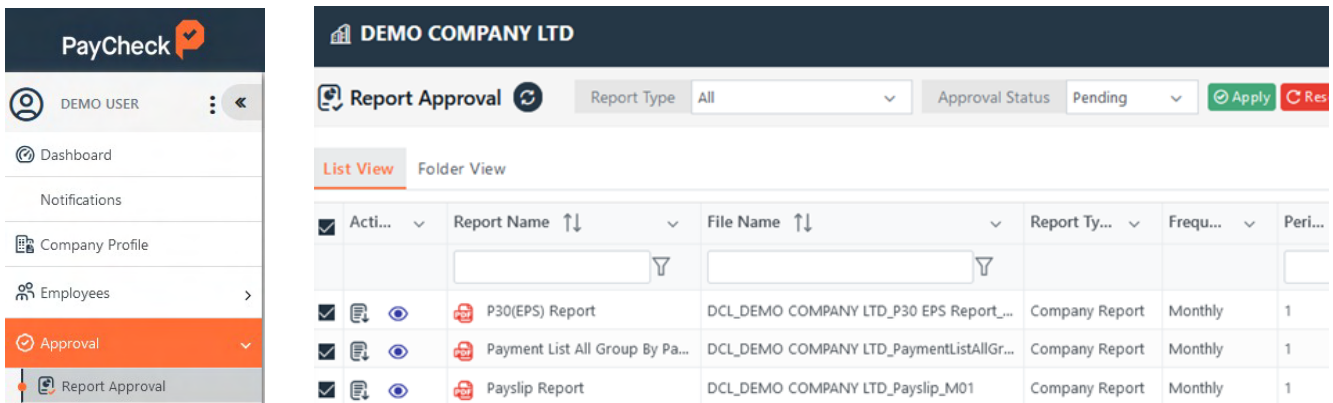 PayCheck
DEMO USER
Dashboard
Notifications
Company Profile
Employees
Approval
Report Approval
DEMO COMPANY LTD
Report Approval Report Type All Approval Status Pending Apply Res
List View Folder View
Acti... Report Name File Name Report Ty... Frequ... Peri...
PDF P30(EPS) Report DCL_DEMO COMPANY LTD_P30 EPS Report_... Company Report Monthly 1
PDF Payment List All Group By Pa... DCL_DEMO COMPANY LTD_PaymentListAllGr... Company Report Monthly 1
PDF Payslip Report DCL_DEMO COMPANY LTD_Payslip_M01 Company Report Monthly 1